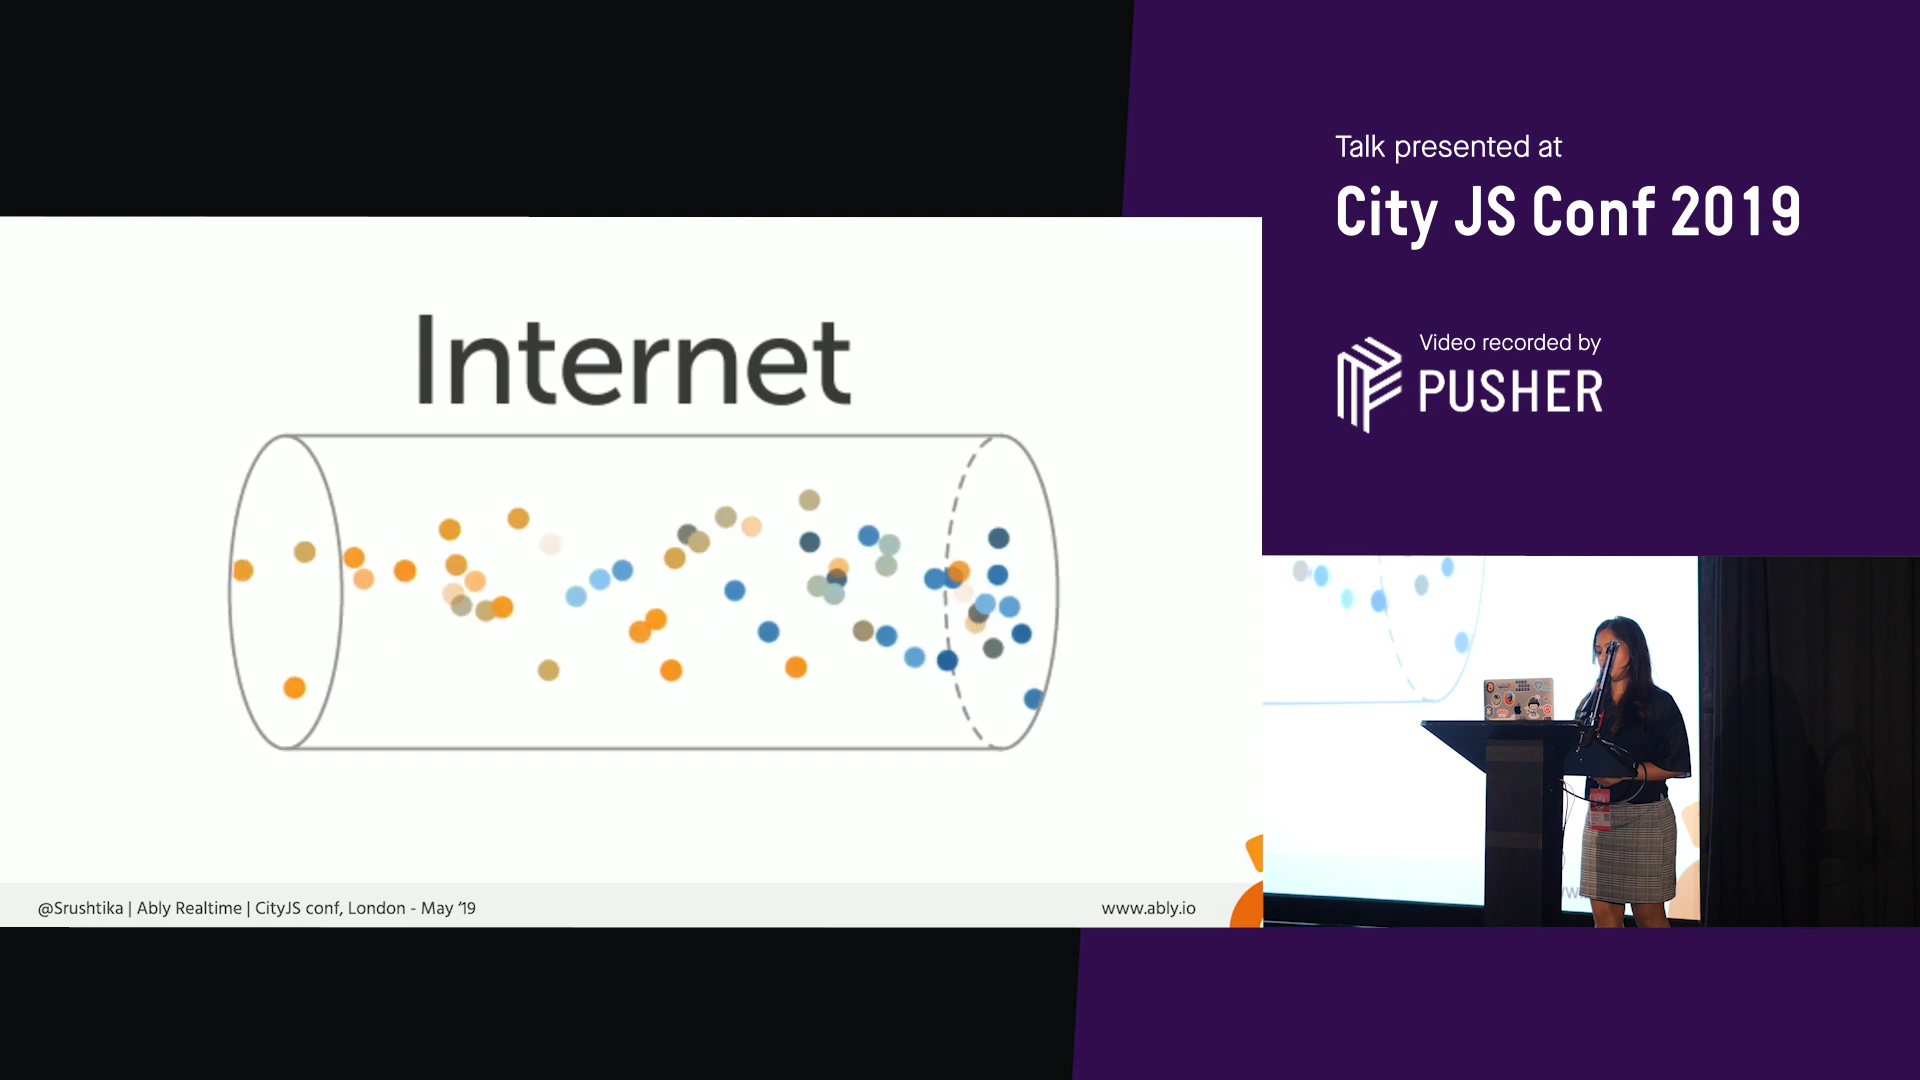 Talk presented at
City JS Conf 2019
Video recorded by
PUSHER
Internet
@Srushtika | Ably Realtime | CityJS conf, London - May '19
www.ably.io